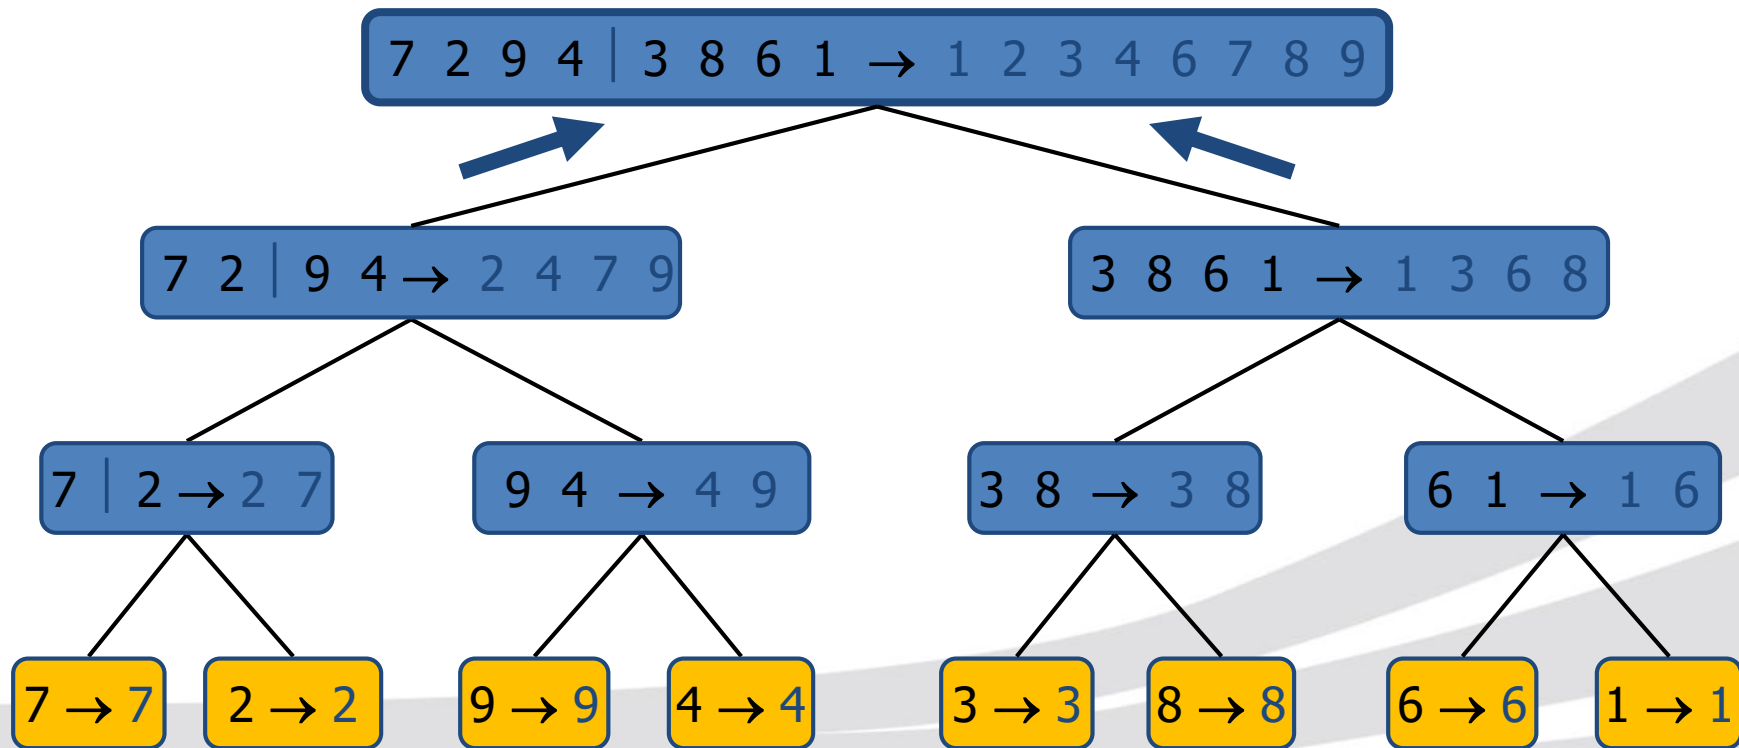 7 2 9 4 | 3 8 6 1 → 1 2 3 4 6 7 8 9
7 2 | 9 4 → 2 4 7 9
3 8 6 1 → 1 3 6 8
7 | 2 → 2 7
9 4 → 4 9
3 8 → 3 8
6 1 → 1 6
7 → 7
2 → 2
9 → 9
4 → 4
3 → 3
8 → 8
6 → 6
1 → 1